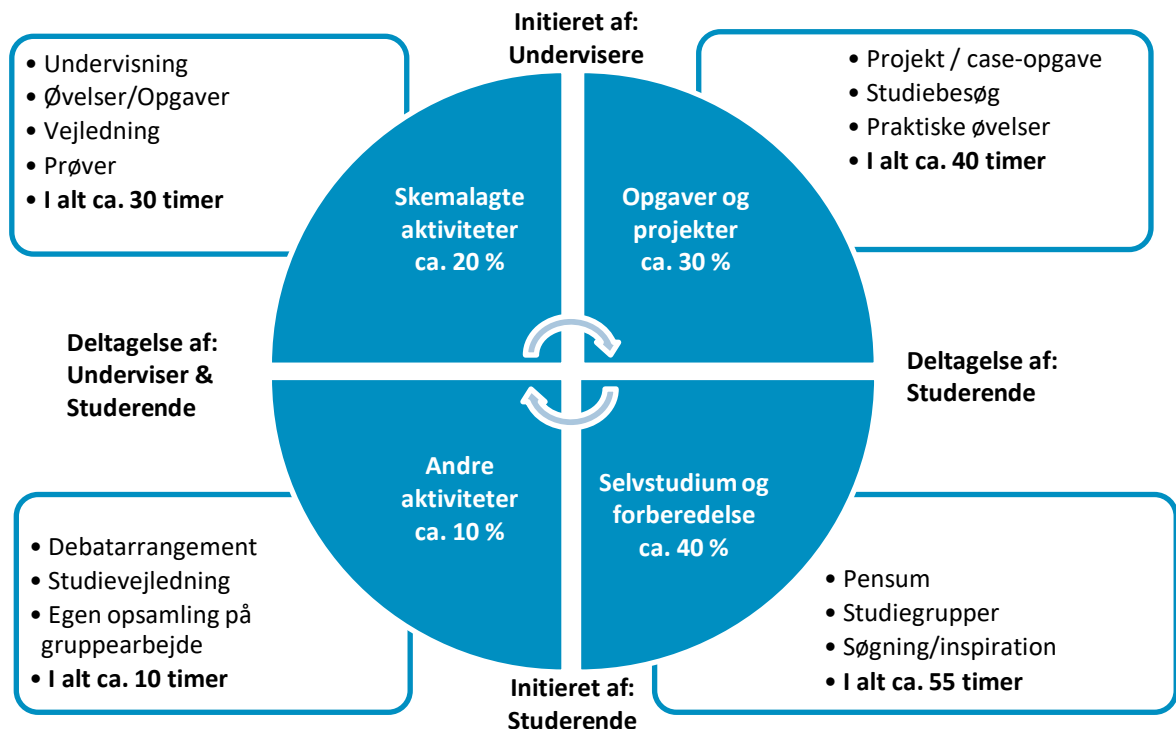 Initieret af:
Undervisere
• Undervisning
• Øvelser/Opgaver
• Vejledning
• Prøver
• I alt ca. 30 timer
• Projekt / case-opgave
• Studiebesøg
• Praktiske øvelser
• I alt ca. 40 timer
Skemalagte
aktiviteter
ca. 20 %
Opgaver og
projekter
ca. 30 %
Deltagelse af:
Underviser &
Studerende
Deltagelse af:
Studerende
Andre
aktiviteter
ca. 10 %
Selvstudium og
forberedelse
ca. 40 %
• Debatarrangement
• Studievejledning
• Egen opsamling på
gruppearbejde
• I alt ca. 10 timer
• Pensum
• Studiegrupper
• Søgning/inspiration
• I alt ca. 55 timer
Initieret af:
Studerende